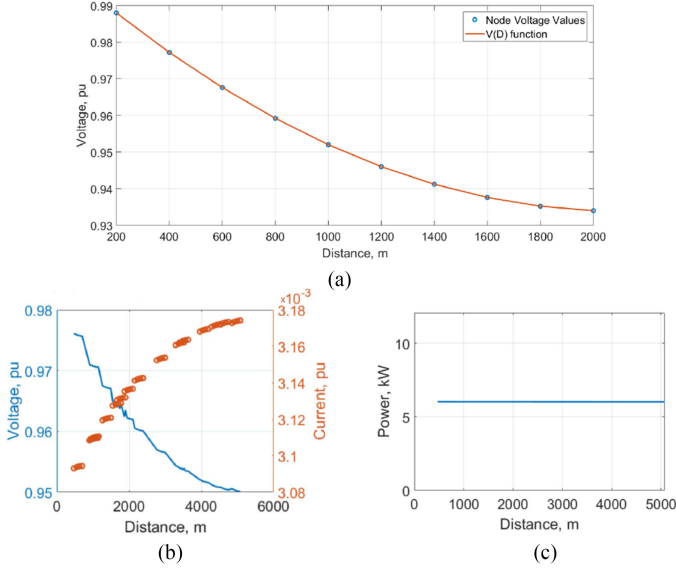 0.99
0.98
0.97
0.96
0.95
0.94
0.93
Voltage, pu
Node Voltage Values
V(D) function
200 400 600 800 1000 1200 1400 1600 1800 2000
Distance, m
(a)
×10⁻³
0.98
0.97
0.96
0.95
Voltage, pu
3.18
3.16
3.14
3.12
3.1
3.08
Current, pu
0 2000 4000 6000
Distance, m
(b)
10
5
0
Power, kW
0 1000 2000 3000 4000 5000
Distance, m
(c)